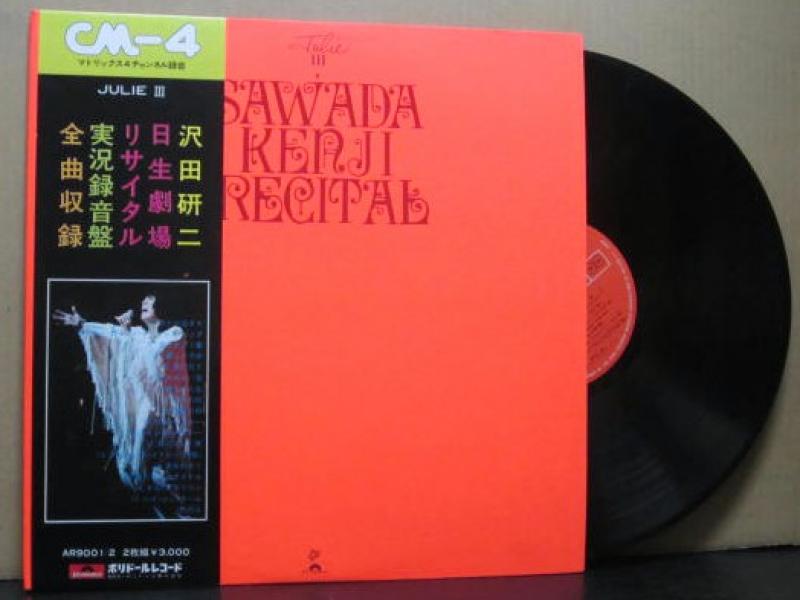 CM-4
マトリックス4チャンネル録音
JULIE III
沢田研二
日生劇場
リサイタル
実況録音盤
全曲収録
AR9001·2 2枚組¥3,000
ポリドールレコード
Julie
III
SAWADA
KENJI
RECITAL